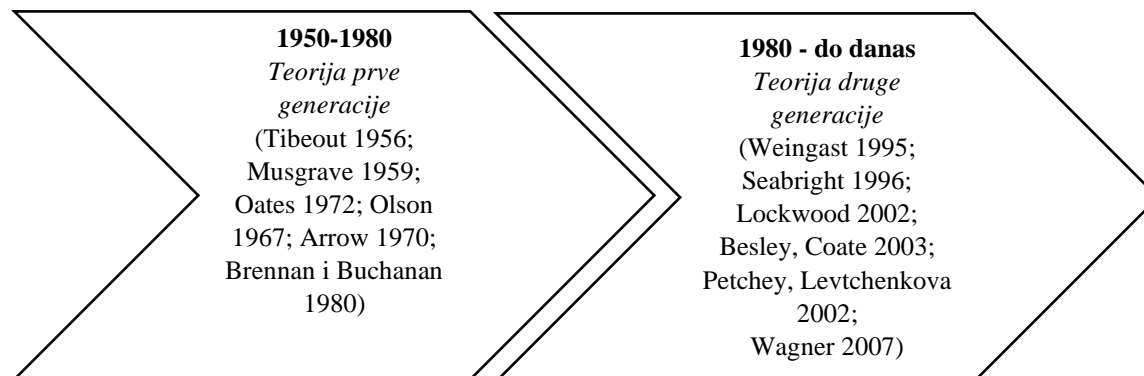 1950-1980
Teorija prve
generacije
(Tibeout 1956;
Musgrave 1959;
Oates 1972; Olson
1967; Arrow 1970;
Brennan i Buchanan
1980)
1980 - do danas
Teorija druge
generacije
(Weingast 1995;
Seabright 1996;
Lockwood 2002;
Besley, Coate 2003;
Petchey, Levtchenkova
2002;
Wagner 2007)